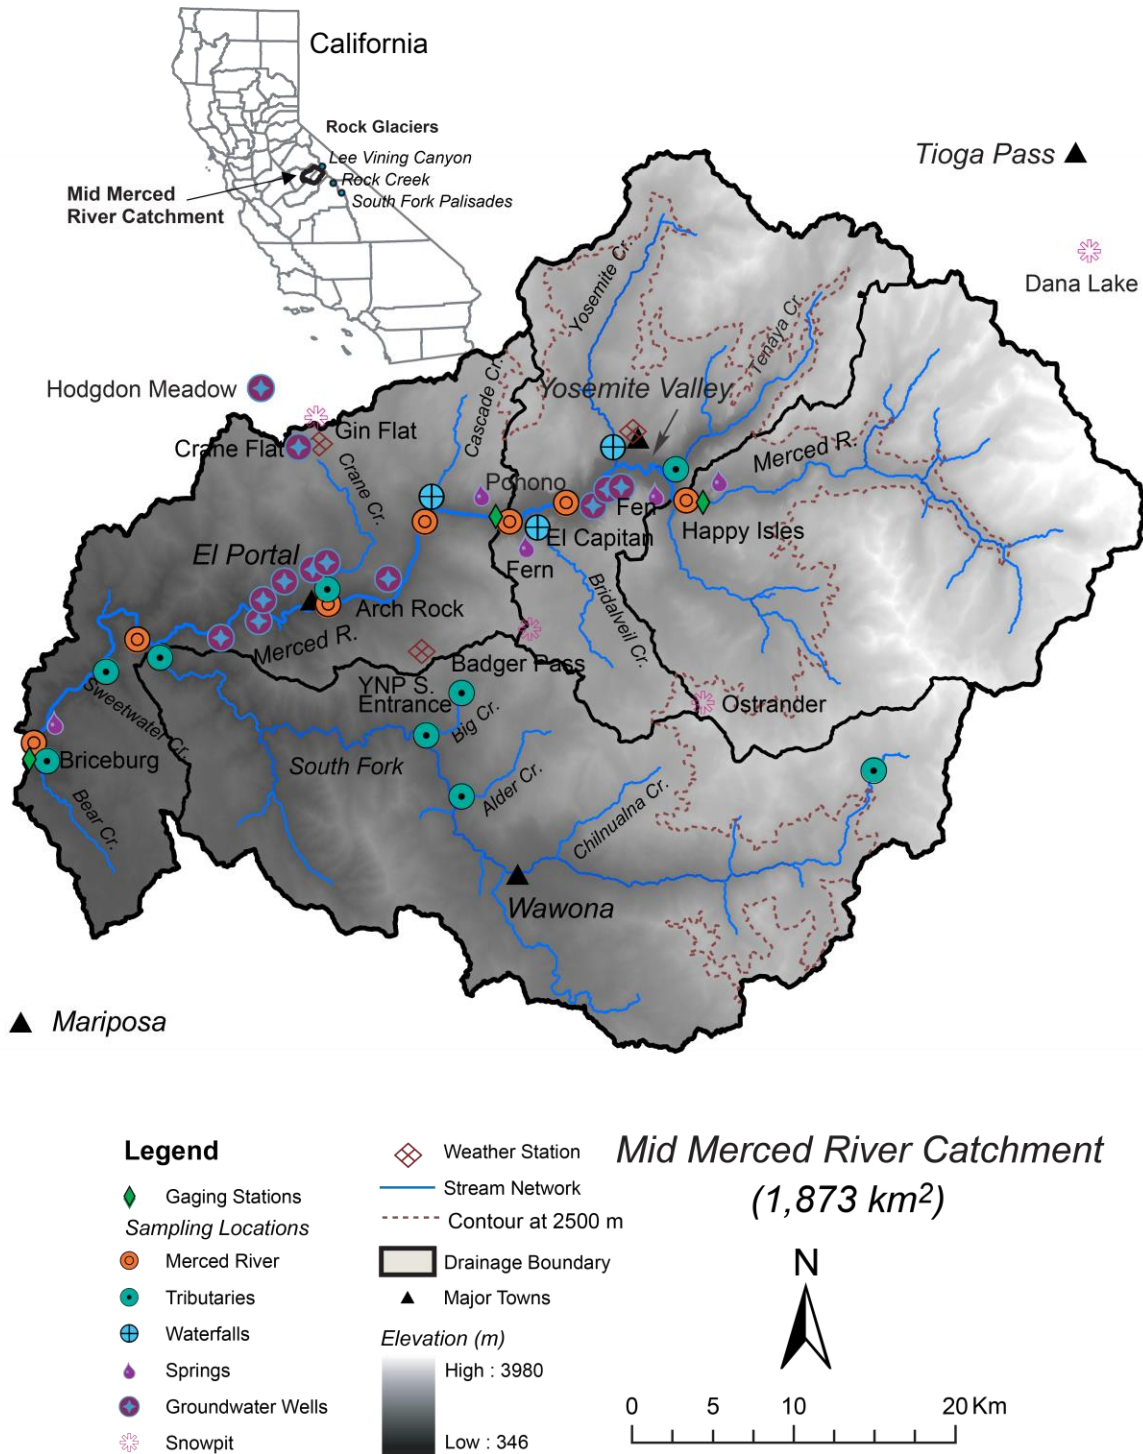 California
Rock Glaciers
Lee Vining Canyon
Rock Creek
South Fork Palisades
Mid Merced
River Catchment
Tioga Pass
Dana Lake
Hodgdon Meadow
Gin Flat
Crane Flat
Crane Cr.
Cascade Cr.
Yosemite Cr.
Tenaya Cr.
Yosemite Valley
Merced R.
Pohono
Fen
El Capitan
Happy Isles
Fern
Bridalveil Cr.
El Portal
Arch Rock
Merced R.
Badger Pass
YNP S.
Entrance
Big Cr.
Ostrander
Sweetwater Cr.
South Fork
Briceburg
Bear Cr.
Alder Cr.
Chilnualna Cr.
Wawona
Mariposa
Legend
Gaging Stations
Sampling Locations
Merced River
Tributaries
Waterfalls
Springs
Groundwater Wells
Snowpit
Weather Station
Stream Network
Contour at 2500 m
Drainage Boundary
Major Towns
Elevation (m)
High : 3980
Low : 346
Mid Merced River Catchment
(1,873 km²)
N
0 5 10 20 Km